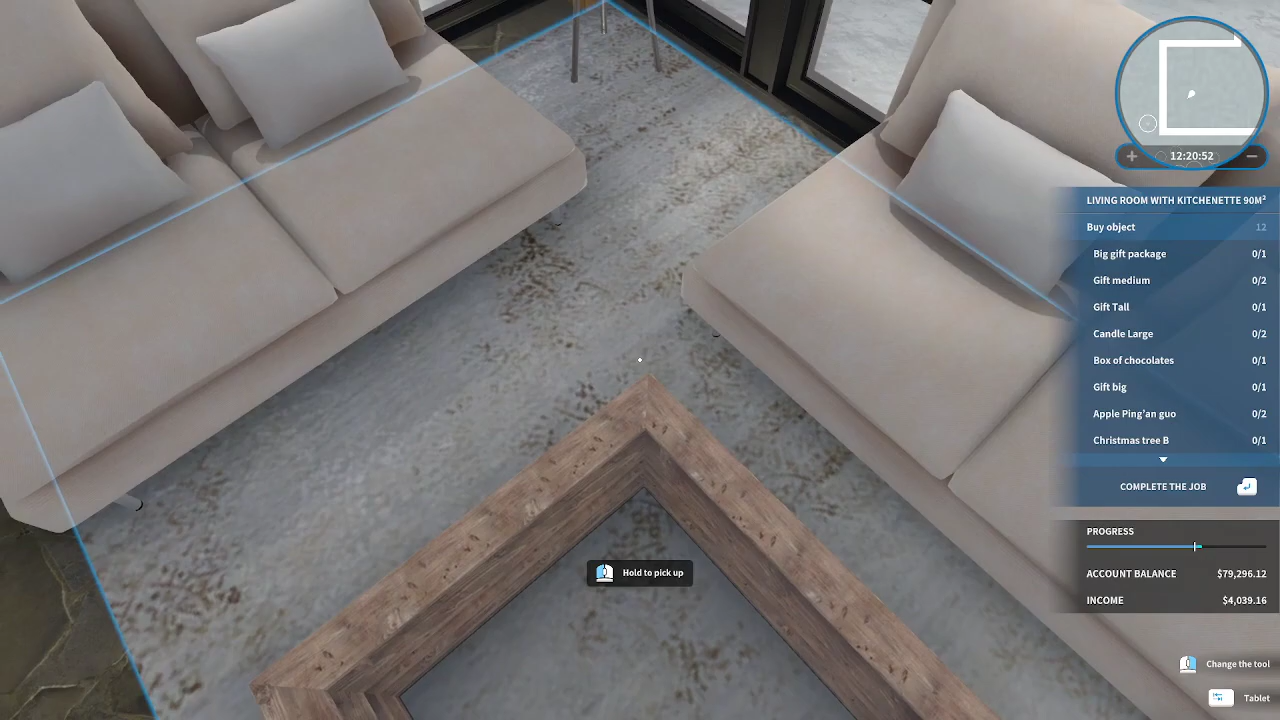 12:20:52
LIVING ROOM WITH KITCHENETTE 90M²
Buy object 12
Big gift package 0/1
Gift medium 0/2
Gift Tall 0/1
Candle Large 0/2
Box of chocolates 0/1
Gift big 0/1
Apple Ping'an guo 0/2
Christmas tree B 0/1
COMPLETE THE JOB
PROGRESS
ACCOUNT BALANCE $79,296.12
INCOME $4,039.16
Hold to pick up
Change the tool
Tablet